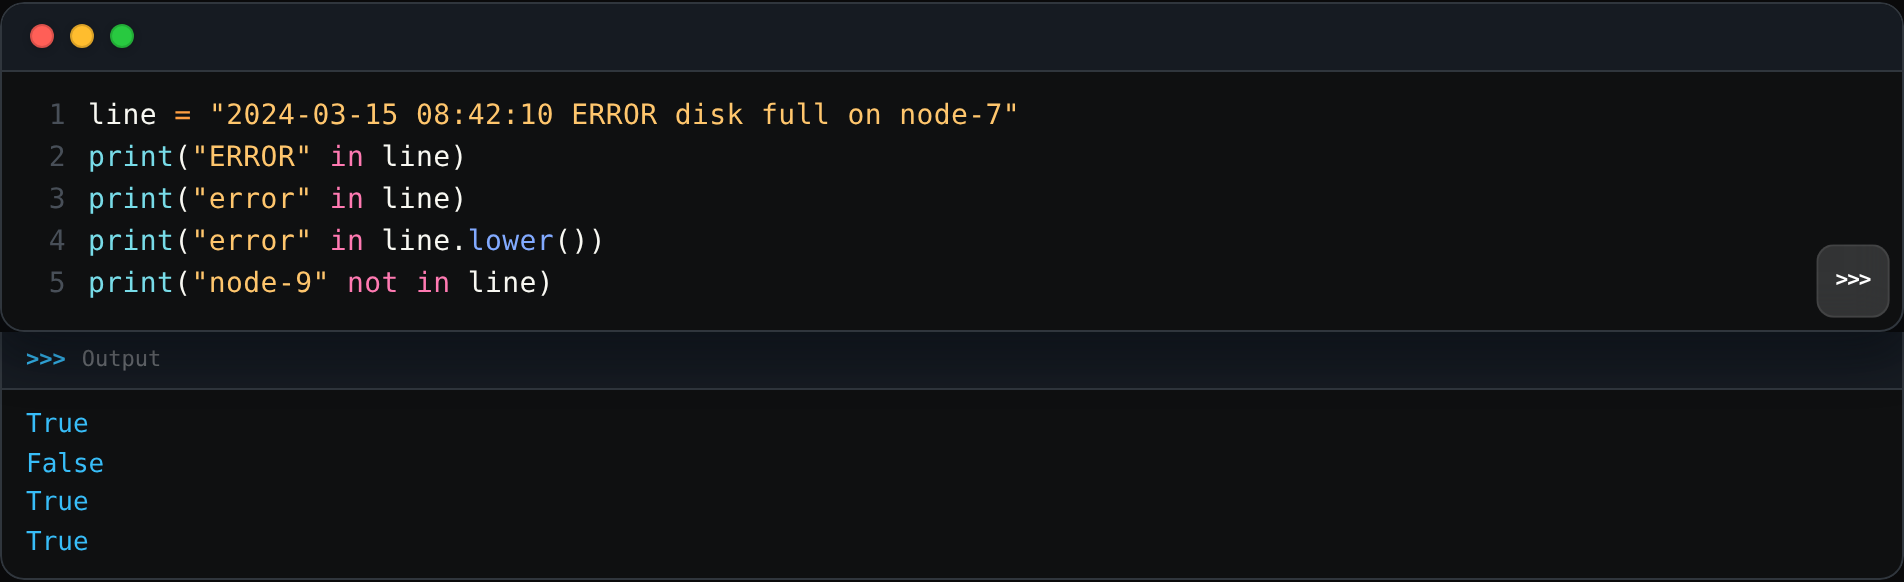 1 line = "2024-03-15 08:42:10 ERROR disk full on node-7"
2 print("ERROR" in line)
3 print("error" in line)
4 print("error" in line.lower())
5 print("node-9" not in line)
>>>
>>> Output
True
False
True
True